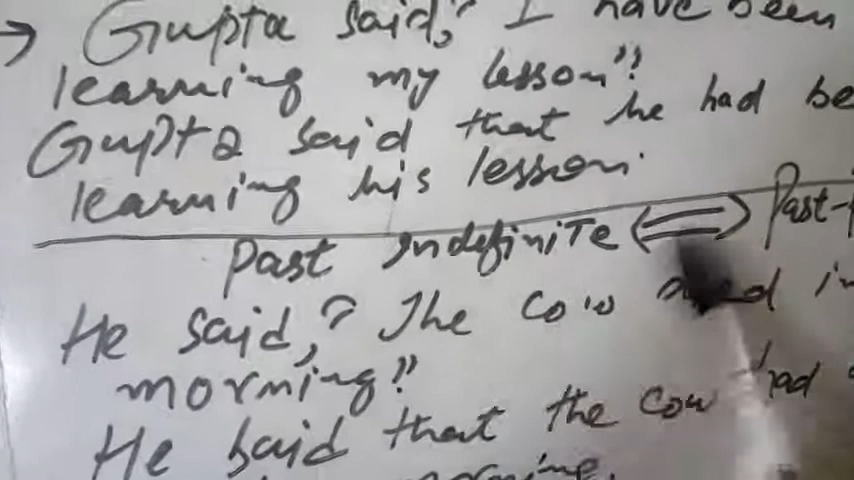 → Gupta said, "I have been
learning my lesson".
Gupta said that he had be
learning his lesson.
Past Indefinite ⟺ Past-
He said, "The cow in
morning."
He said that the cow had